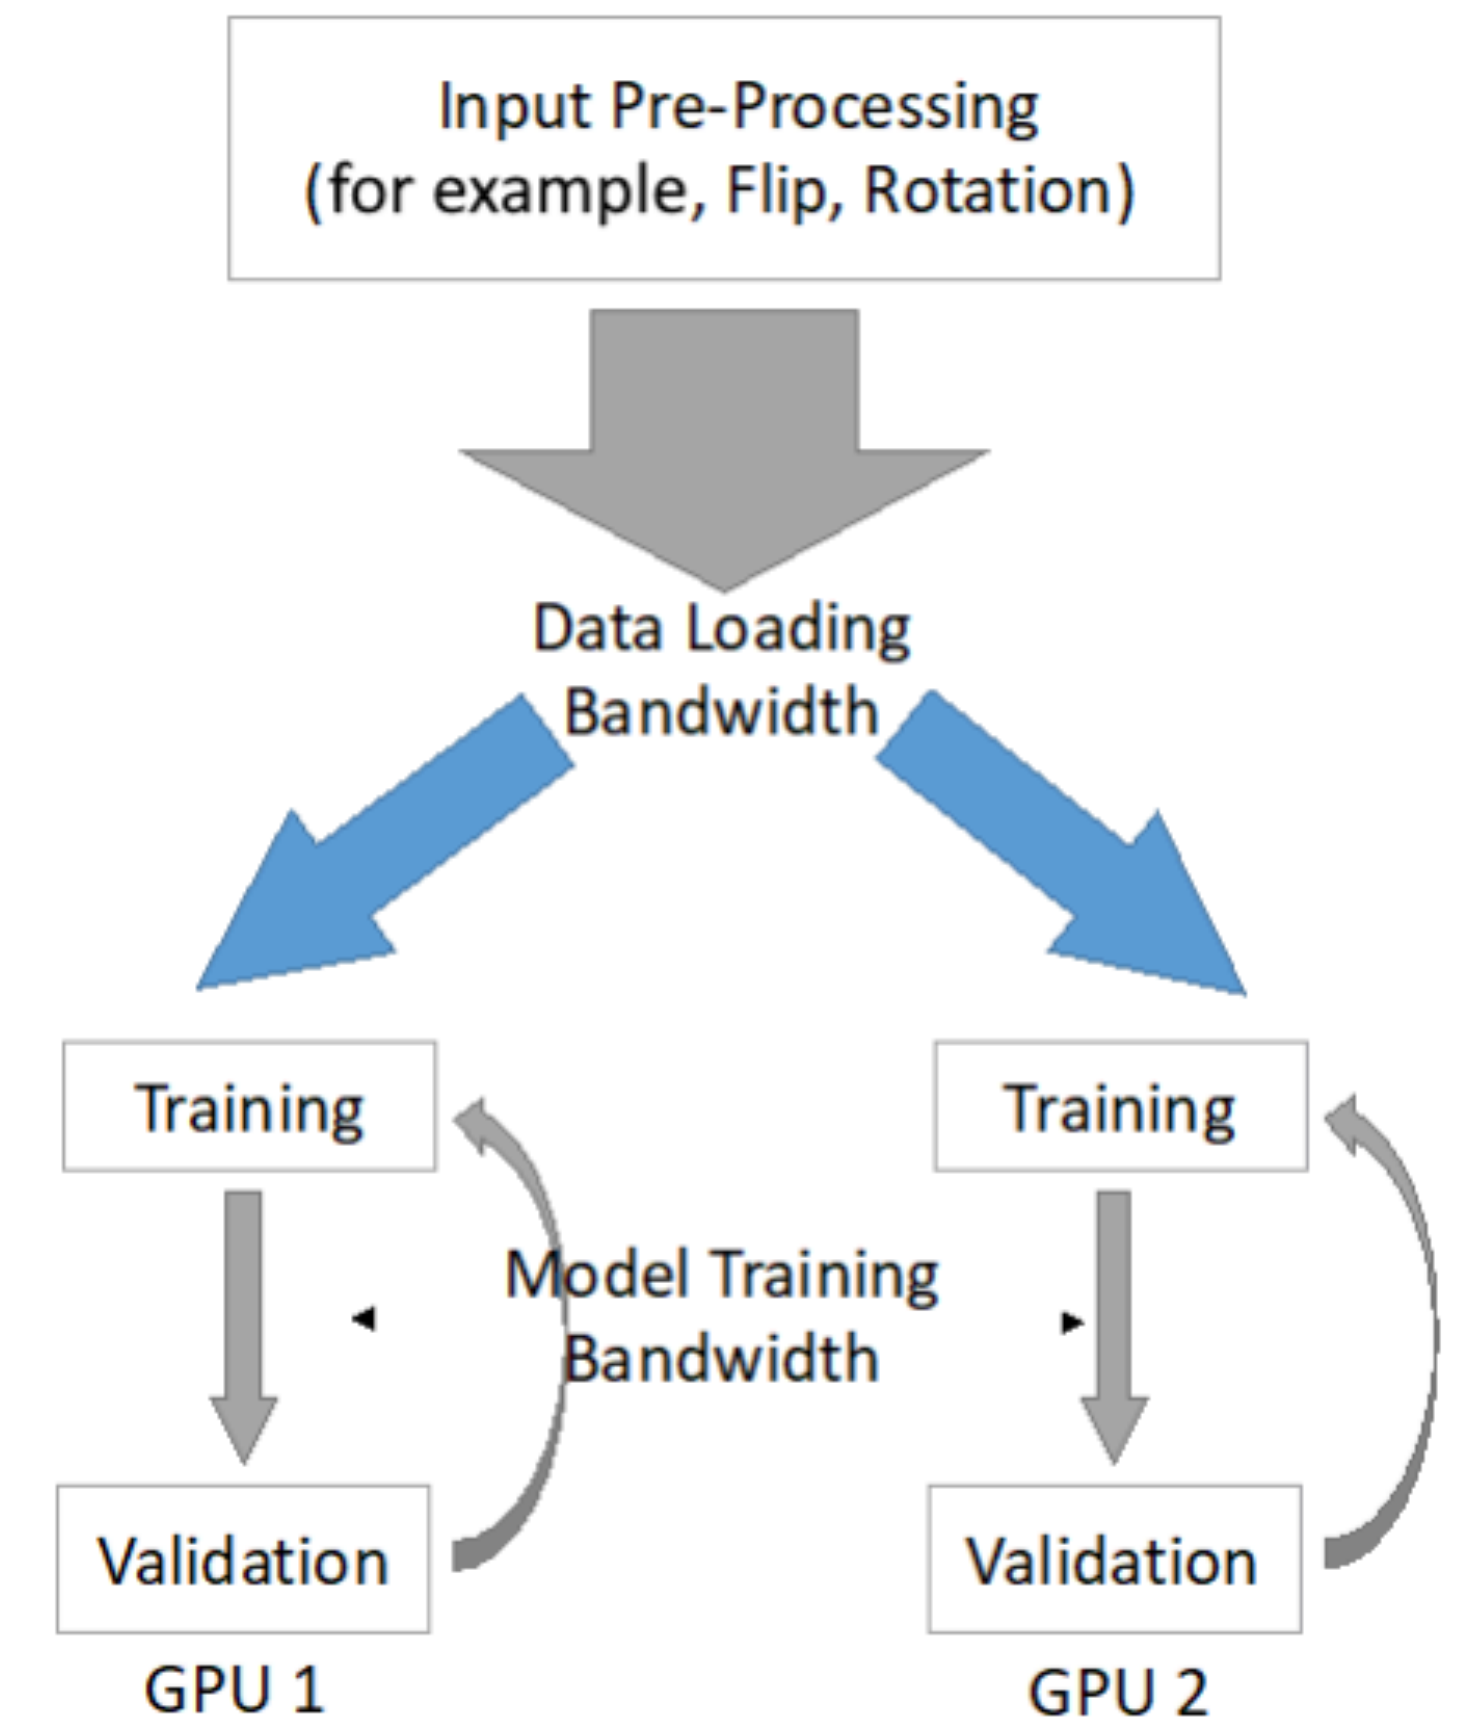 Input Pre-Processing
(for example, Flip, Rotation)
Data Loading
Bandwidth
Training
Training
Model Training
Bandwidth
Validation
Validation
GPU 1
GPU 2